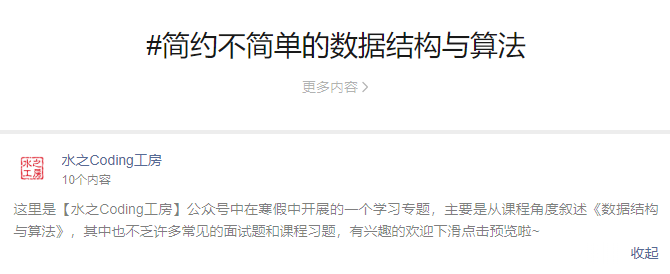 #简约不简单的数据结构与算法
更多内容 >
水之
工房
水之Coding工房
10个内容
这里是【水之Coding工房】公众号中在寒假中开展的一个学习专题，主要是从课程角度叙述《数据结构
与算法》，其中也不乏许多常见的面试题和课程习题，有兴趣的欢迎下滑点击预览啦~
收起